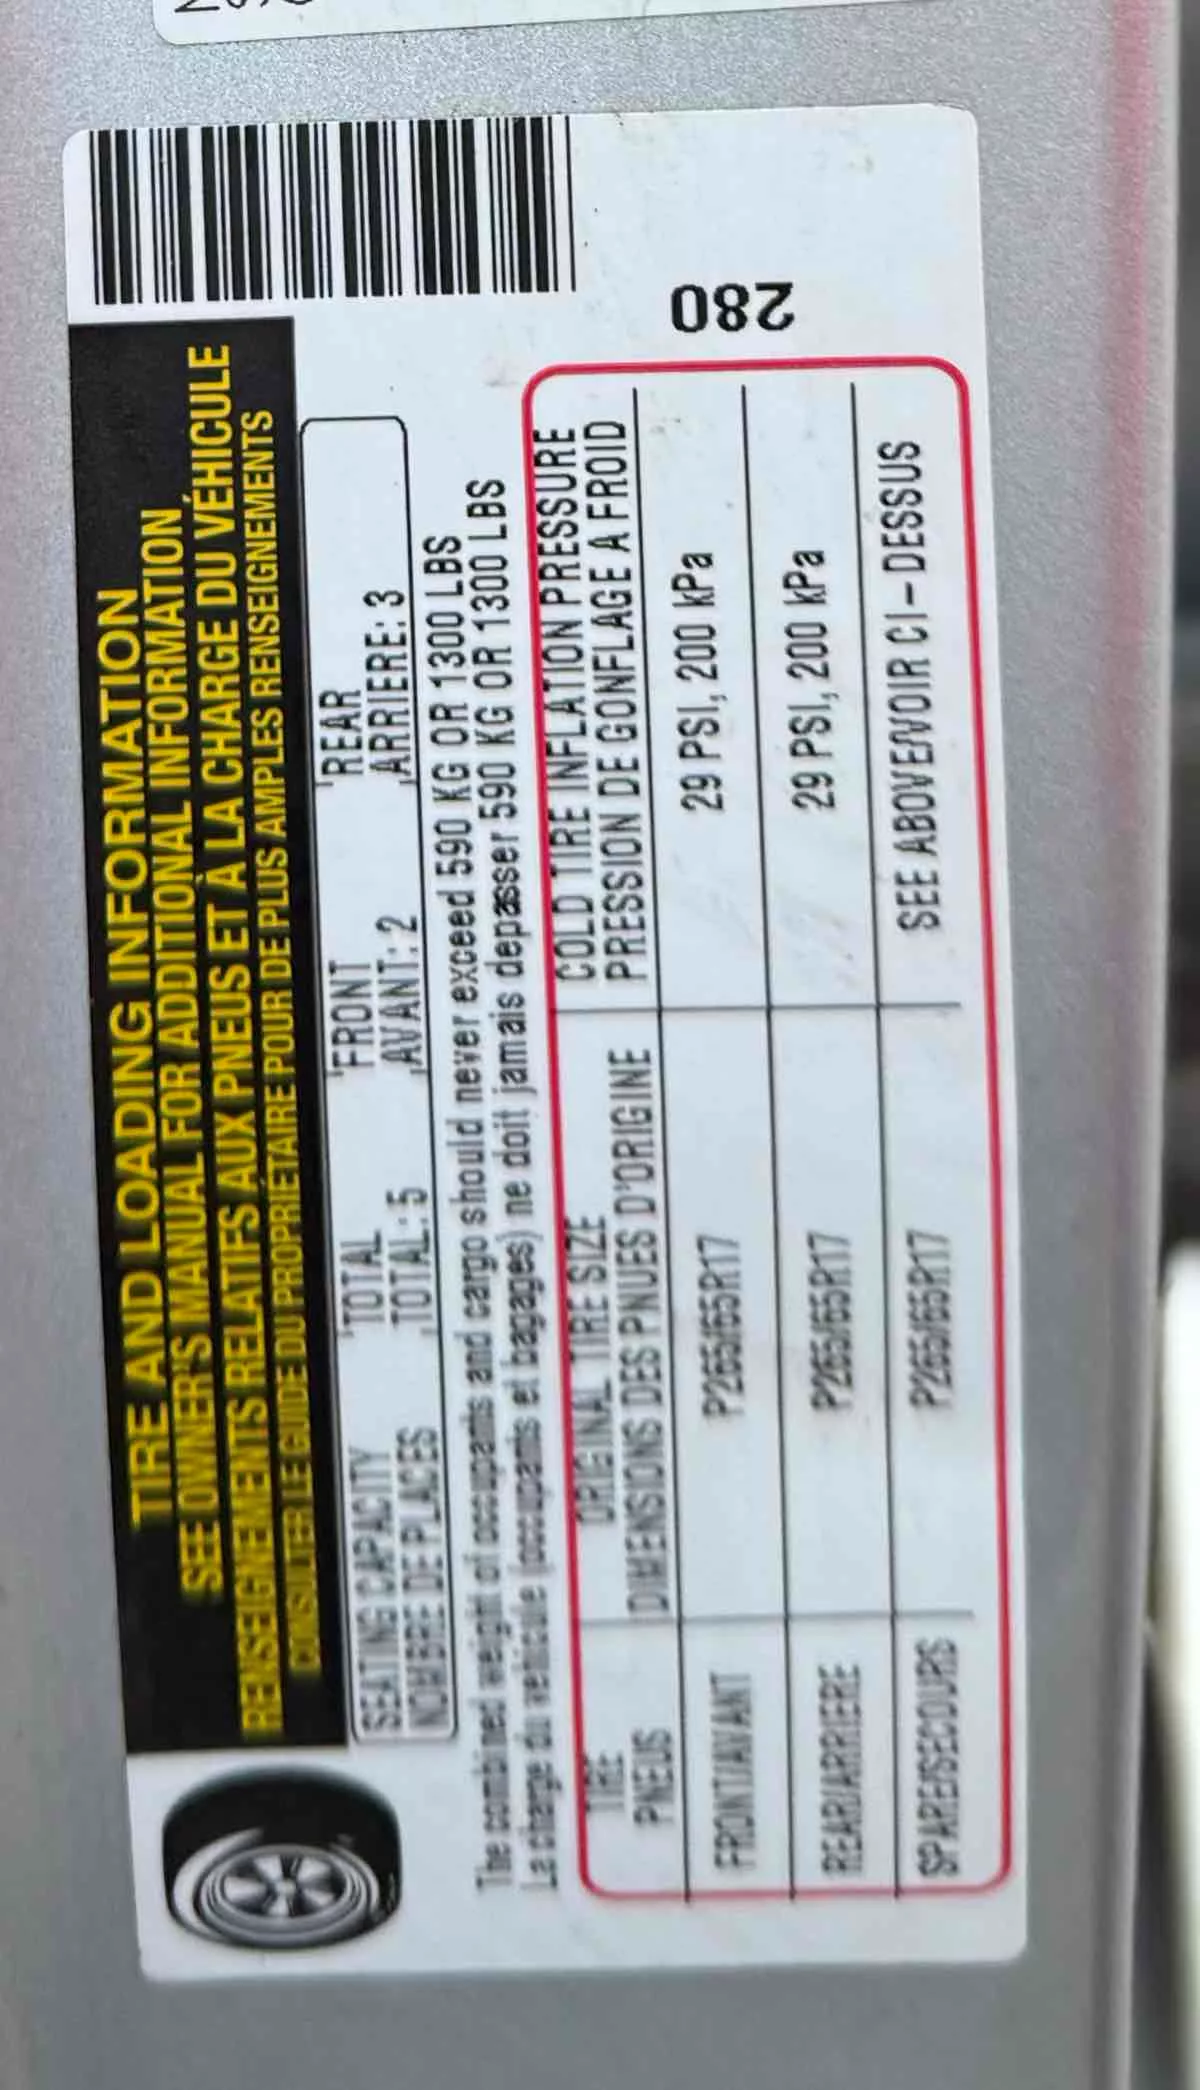 TIRE AND LOADING INFORMATION
SEE OWNER'S MANUAL FOR ADDITIONAL INFORMATION
RENSEIGNEMENTS RELATIFS AUX PNEUS ET À LA CHARGE DU VÉHICULE
CONSULTER LE GUIDE DU PROPRIÉTAIRE POUR DE PLUS AMPLES RENSEIGNEMENTS
SEATING CAPACITY TOTAL FRONT REAR
NOMBRE DE PLACES TOTAL: 5 AVANT: 2 ARRIERE: 3
The combined weight of occupants and cargo should never exceed 590 KG OR 1300 LBS
La charge du vehicule (occupants et bagages) ne doit jamais depasser 590 KG OR 1300 LBS
TIRE ORIGINAL TIRE SIZE COLD TIRE INFLATION PRESSURE
PNEUS DIMENSIONS DES PNUES D'ORIGINE PRESSION DE GONFLAGE A FROID
FRONT/AVANT P265/65R17 29 PSI, 200 kPa
REAR/ARRIERE P265/65R17 29 PSI, 200 kPa
SPARE/SECOURS P265/65R17 SEE ABOVE/VOIR CI-DESSUS
280